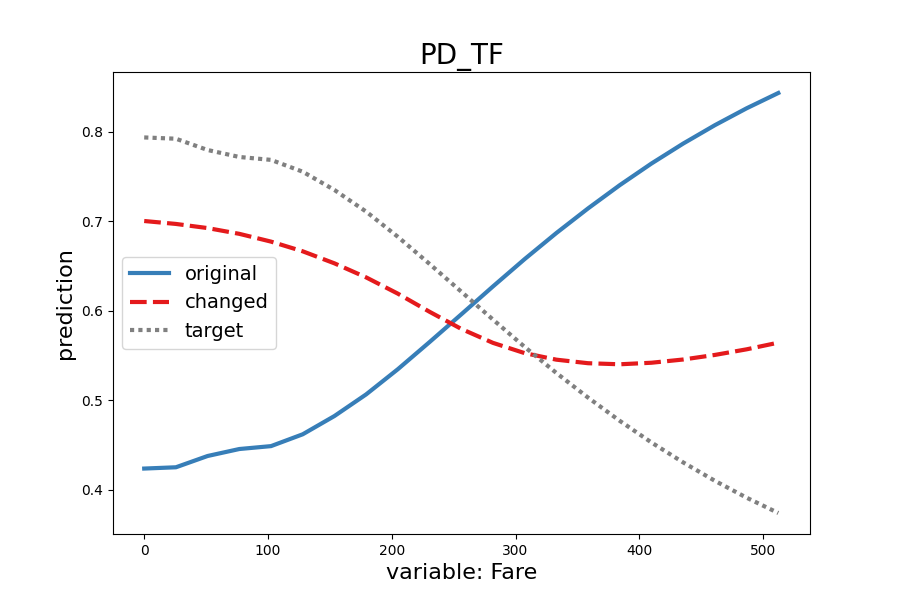 PD_TF
prediction
0.8
0.7
0.6
0.5
0.4
original
changed
target
0 100 200 300 400 500
variable: Fare